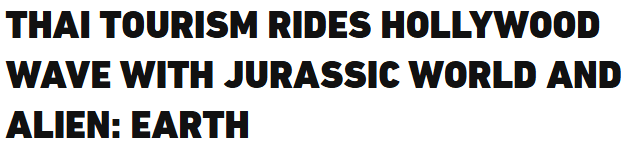 THAI TOURISM RIDES HOLLYWOOD
WAVE WITH JURASSIC WORLD AND
ALIEN: EARTH